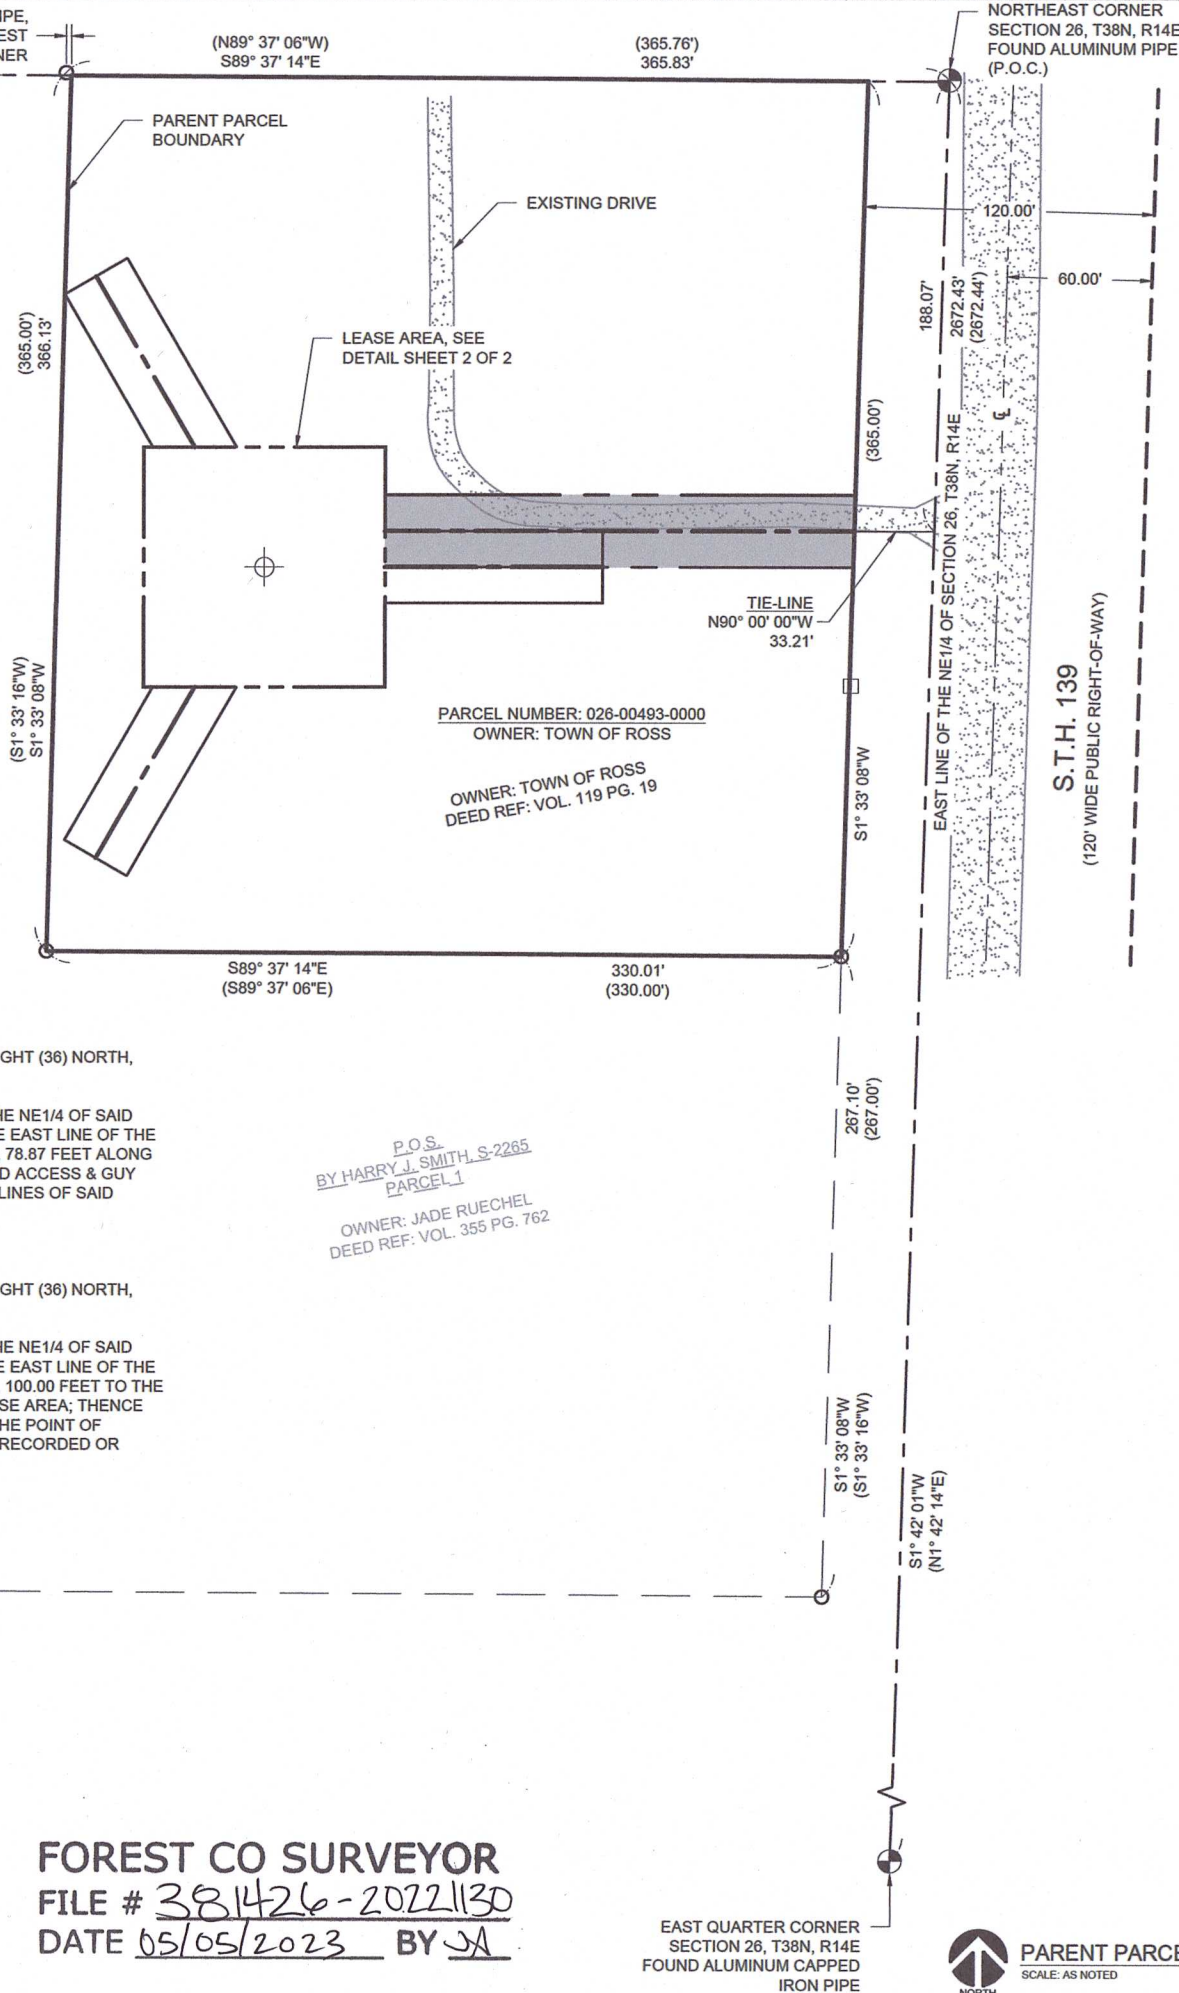 IPE,
EST
NER
(N89° 37' 06"W)
S89° 37' 14"E
(365.76')
365.83'
NORTHEAST CORNER
SECTION 26, T38N, R14E
FOUND ALUMINUM PIPE
(P.O.C.)
PARENT PARCEL
BOUNDARY
EXISTING DRIVE
120.00'
60.00'
188.07'
2672.43'
(2672.44')
LEASE AREA, SEE
DETAIL SHEET 2 OF 2
(365.00')
366.13'
(365.00')
EAST LINE OF THE NE1/4 OF SECTION 26, T38N, R14E
TIE-LINE
N90° 00' 00"W
33.21'
(S1° 33' 16"W)
S1° 33' 08"W
PARCEL NUMBER: 026-00493-0000
OWNER: TOWN OF ROSS
OWNER: TOWN OF ROSS
DEED REF: VOL. 119 PG. 19
S1° 33' 08"W
S.T.H. 139
(120' WIDE PUBLIC RIGHT-OF-WAY)
S89° 37' 14"E
(S89° 37' 06"E)
330.01'
(330.00')
GHT (36) NORTH,
HE NE1/4 OF SAID
E EAST LINE OF THE
78.87 FEET ALONG
D ACCESS & GUY
LINES OF SAID
267.10'
(267.00')
P.O.S.
BY HARRY J. SMITH, S-2265
PARCEL 1
OWNER: JADE RUECHEL
DEED REF: VOL. 355 PG. 762
GHT (36) NORTH,
HE NE1/4 OF SAID
E EAST LINE OF THE
100.00 FEET TO THE
SE AREA; THENCE
HE POINT OF
RECORDED OR
S1° 33' 08"W
(S1° 33' 16"W)
S1° 42' 01"W
(N1° 42' 14"E)
FOREST CO SURVEYOR
FILE # 381426-20221130
DATE 05/05/2023 BY JA
EAST QUARTER CORNER
SECTION 26, T38N, R14E
FOUND ALUMINUM CAPPED
IRON PIPE
NORTH
PARENT PARCE
SCALE: AS NOTED